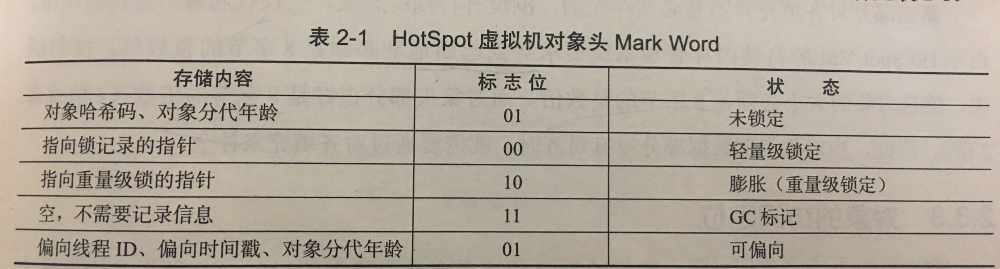 表 2-1 HotSpot 虚拟机对象头 Mark Word
存储内容 标志位 状态
对象哈希码、对象分代年龄 01 未锁定
指向锁记录的指针 00 轻量级锁定
指向重量级锁的指针 10 膨胀（重量级锁定）
空，不需要记录信息 11 GC 标记
偏向线程 ID、偏向时间戳、对象分代年龄 01 可偏向